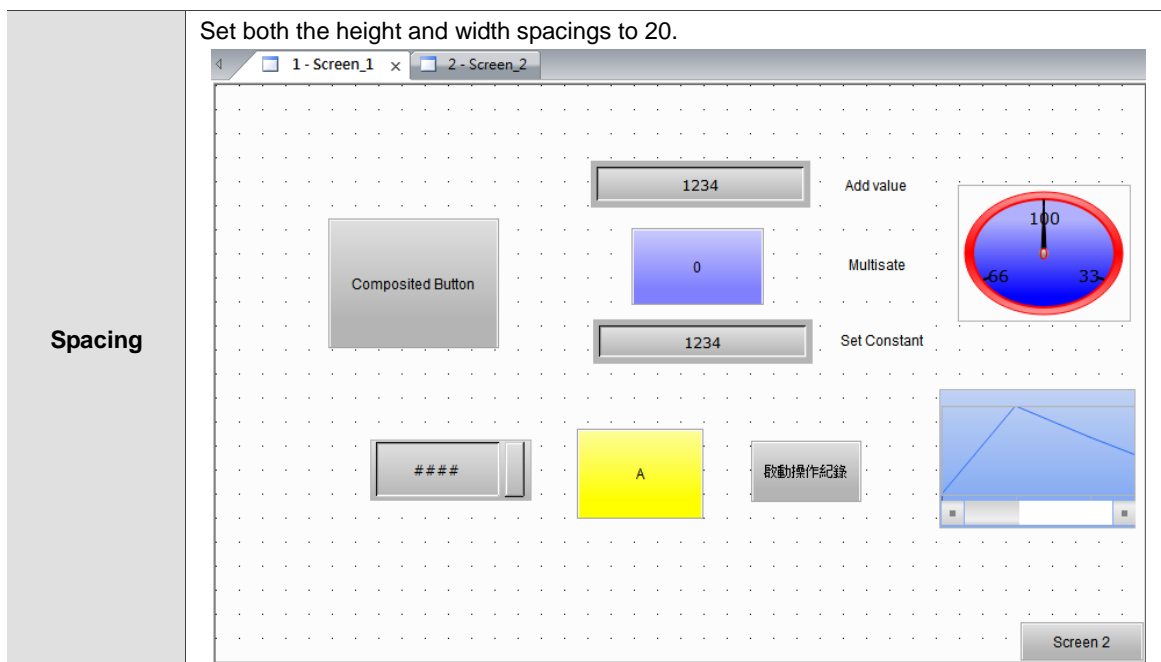 Set both the height and width spacings to 20.
1 - Screen_1 x 2 - Screen_2
1234 Add value
100
66 33
Composited Button
0 Multisate
Spacing
1234 Set Constant
####
A
啟動操作紀錄
Screen 2